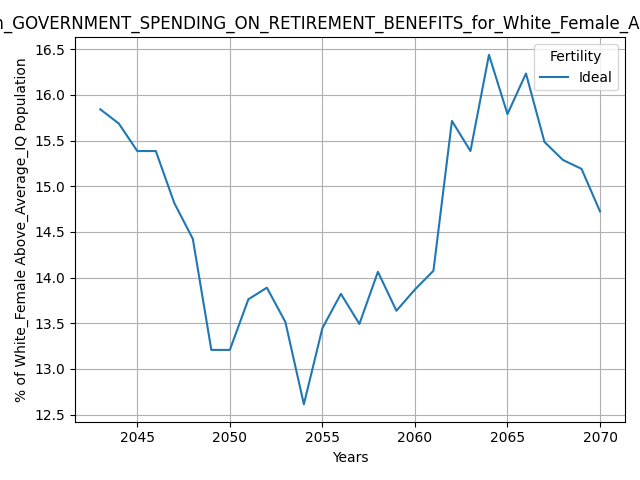 GOVERNMENT_SPENDING_ON_RETIREMENT_BENEFITS_for_White_Female_A
Fertility
Ideal
% of White_Female Above_Average_IQ Population
16.5
16.0
15.5
15.0
14.5
14.0
13.5
13.0
12.5
2045 2050 2055 2060 2065 2070
Years